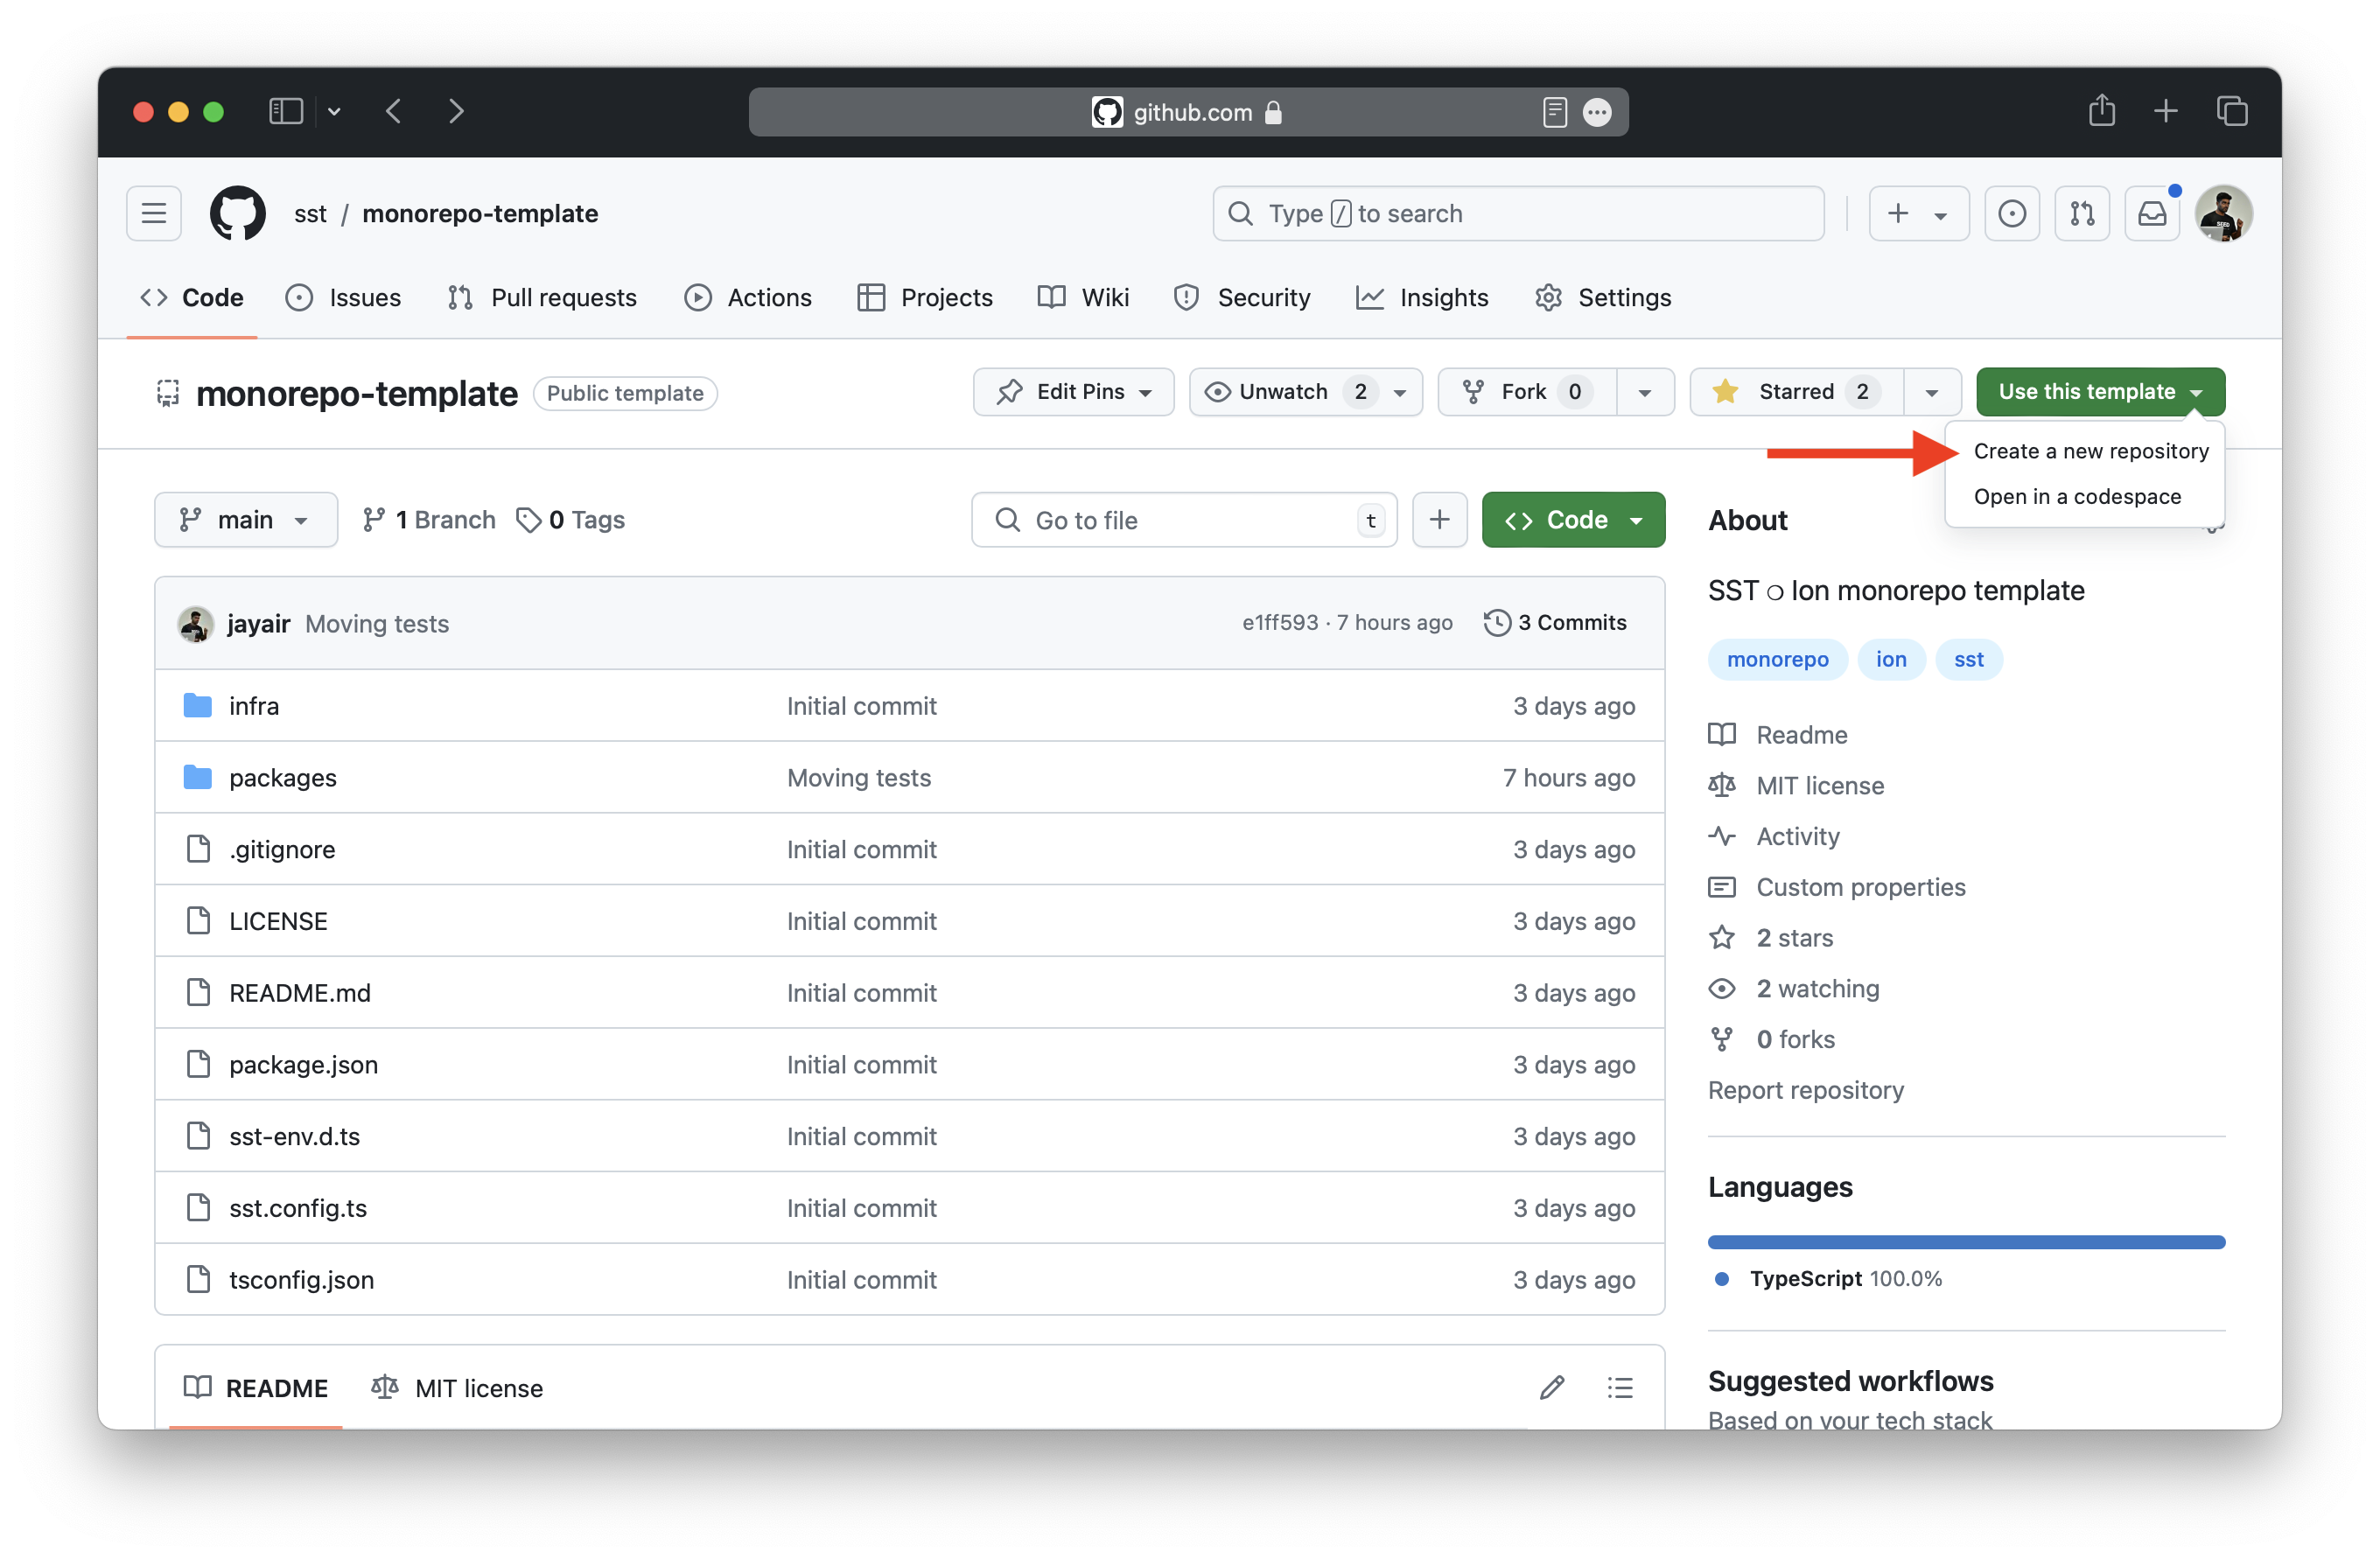 github.com
sst / monorepo-template
Type / to search
Code Issues Pull requests Actions Projects Wiki Security Insights Settings
monorepo-template Public template Edit Pins Unwatch 2 Fork 0 Starred 2 Use this template
Create a new repository
Open in a codespace
main 1 Branch 0 Tags Go to file t Code
jayair Moving tests e1ff593 · 7 hours ago 3 Commits
infra Initial commit 3 days ago
packages Moving tests 7 hours ago
.gitignore Initial commit 3 days ago
LICENSE Initial commit 3 days ago
README.md Initial commit 3 days ago
package.json Initial commit 3 days ago
sst-env.d.ts Initial commit 3 days ago
sst.config.ts Initial commit 3 days ago
tsconfig.json Initial commit 3 days ago
README MIT license
About
SST ❍ Ion monorepo template
monorepo ion sst
Readme
MIT license
Activity
Custom properties
2 stars
2 watching
0 forks
Report repository
Languages
TypeScript 100.0%
Suggested workflows
Based on your tech stack